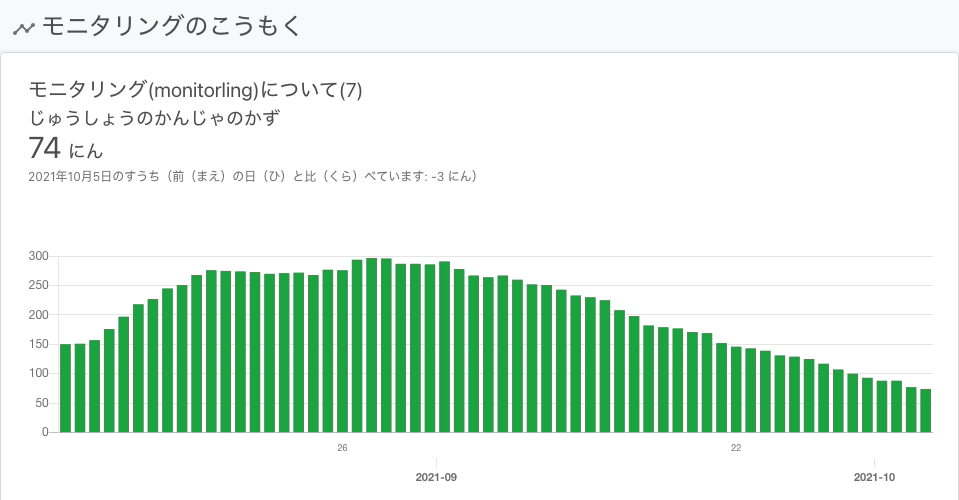 モニタリングのこうもく
モニタリング(monitorling)について(7)
じゅうしょうのかんじゃのかず
74 にん
2021年10月5日のすうち（前（まえ）の日（ひ）と比（くら）べています: -3 にん）
300
250
200
150
100
50
0
26
22
2021-09
2021-10